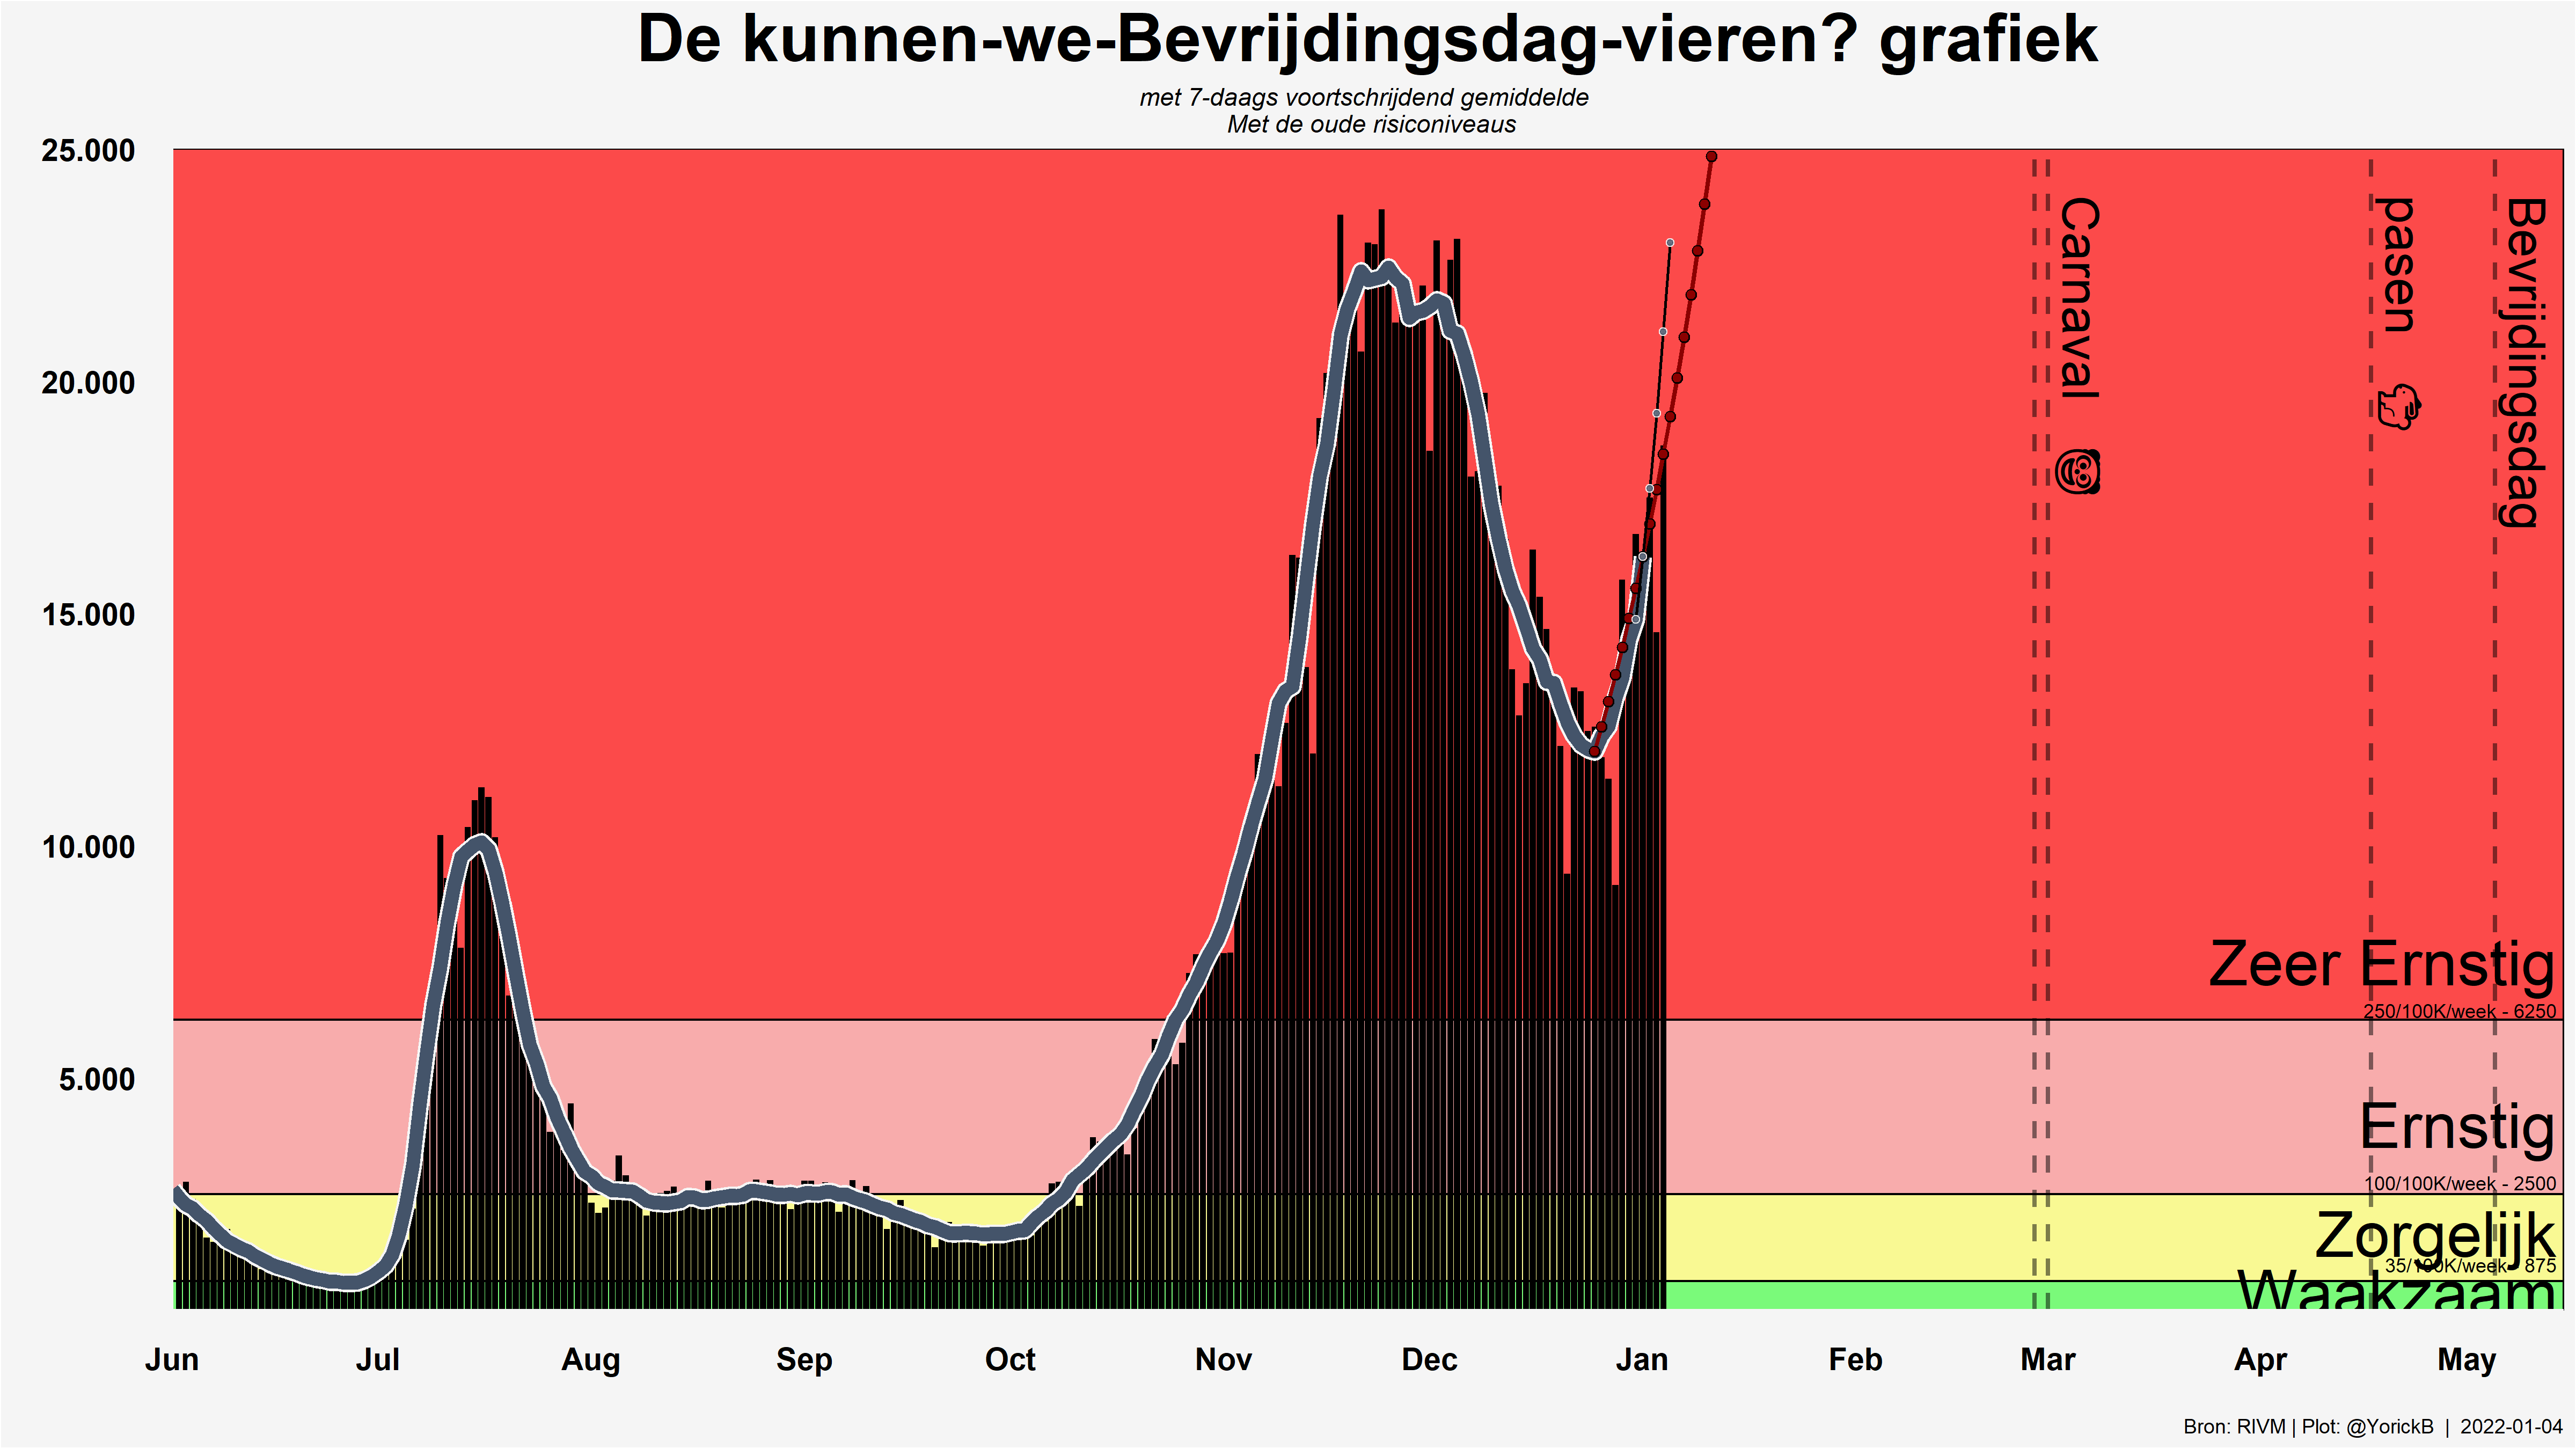 De kunnen-we-Bevrijdingsdag-vieren? grafiek
met 7-daags voortschrijdend gemiddelde
Met de oude risiconiveaus
25.000
20.000
15.000
10.000
5.000
Carnaval
pasen
Bevrijdingsdag
Zeer Ernstig
250/100K/week - 6250
Ernstig
100/100K/week - 2500
Zorgelijk
35/100K/week - 875
Waakzaam
Jun Jul Aug Sep Oct Nov Dec Jan Feb Mar Apr May
Bron: RIVM | Plot: @YorickB | 2022-01-04